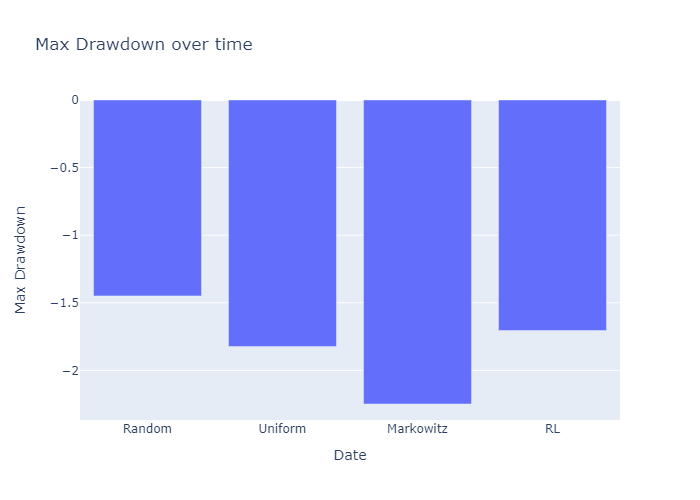 Max Drawdown over time
Max Drawdown
0
−0.5
−1
−1.5
−2
Random Uniform Markowitz RL
Date